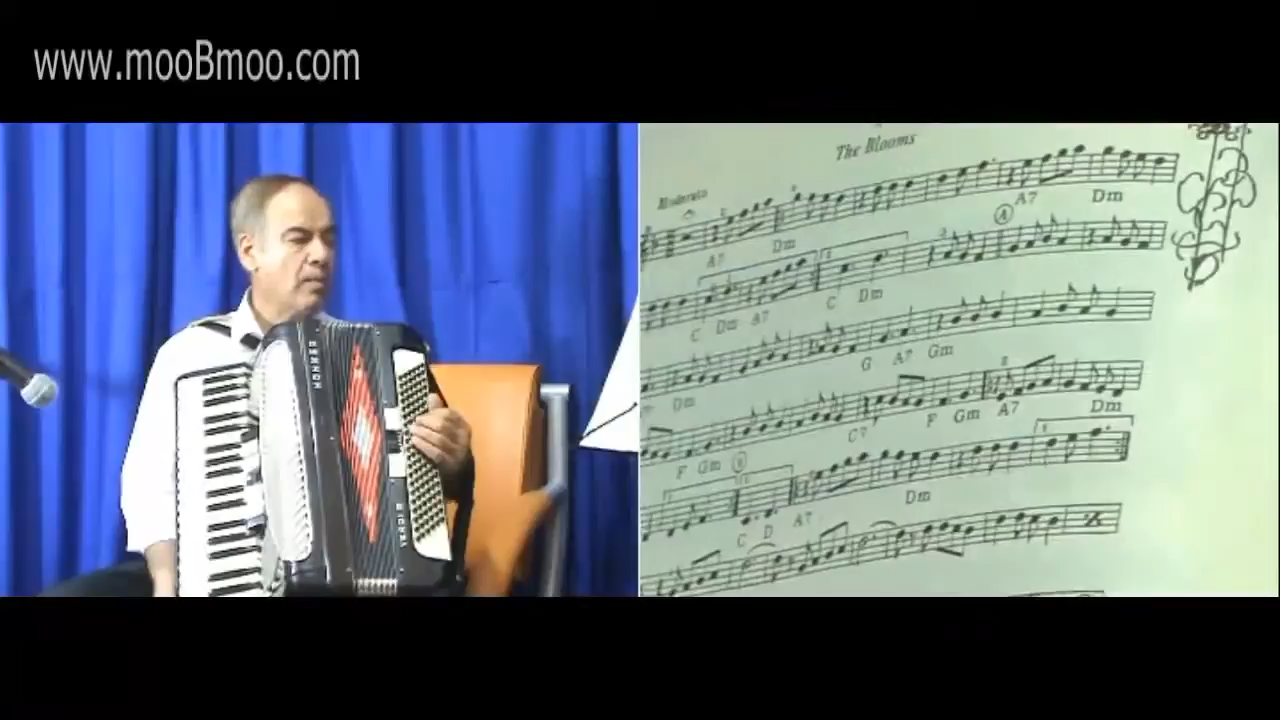 www.mooBmoo.com
The Blooms
Moderato
A7 Dm
A7 Dm
A
C Dm A7 C Dm
G A7 Gm
Dm
C7 F Gm A7 Dm
F Gm B
C D A7 Dm
HOHNER